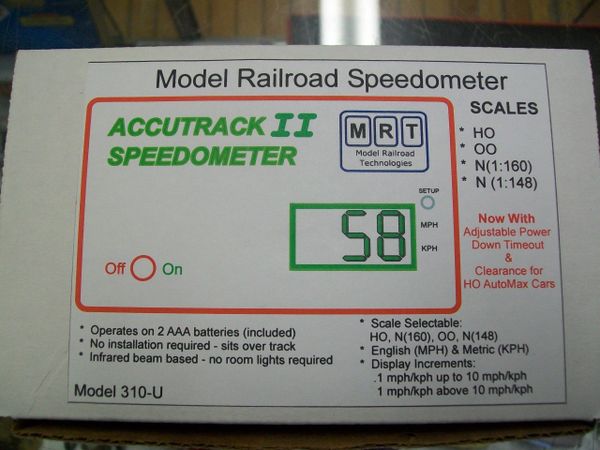 Model Railroad Speedometer
ACCUTRACK II
SPEEDOMETER
MRT
Model Railroad
Technologies
SETUP
58
MPH
KPH
Off On
SCALES
* HO
* OO
* N(1:160)
* N (1:148)
Now With
Adjustable Power
Down Timeout
&
Clearance for
HO AutoMax Cars
* Operates on 2 AAA batteries (included)
* No installation required - sits over track
* Infrared beam based - no room lights required
Model 310-U
* Scale Selectable:
HO, N(160), OO, N(148)
* English (MPH) & Metric (KPH)
* Display Increments:
.1 mph/kph up to 10 mph/kph
1 mph/kph above 10 mph/kph